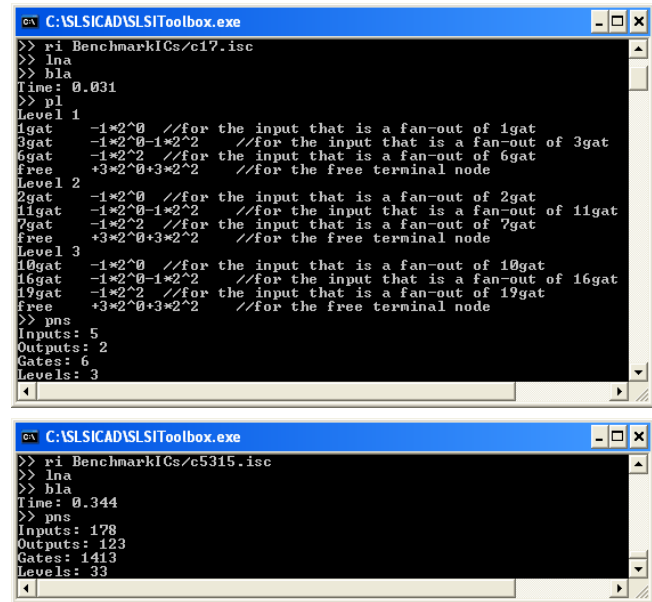 C:\SLSICAD\SLSIToolbox.exe
>> ri BenchmarkICs/c17.isc
>> lna
>> bla
Time: 0.031
>> pl
Level 1
1gat -1*2^0 //for the input that is a fan-out of 1gat
3gat -1*2^0-1*2^2 //for the input that is a fan-out of 3gat
6gat -1*2^2 //for the input that is a fan-out of 6gat
free +3*2^0+3*2^2 //for the free terminal node
Level 2
2gat -1*2^0 //for the input that is a fan-out of 2gat
11gat -1*2^0-1*2^2 //for the input that is a fan-out of 11gat
7gat -1*2^2 //for the input that is a fan-out of 7gat
free +3*2^0+3*2^2 //for the free terminal node
Level 3
10gat -1*2^0 //for the input that is a fan-out of 10gat
16gat -1*2^0-1*2^2 //for the input that is a fan-out of 16gat
19gat -1*2^2 //for the input that is a fan-out of 19gat
free +3*2^0+3*2^2 //for the free terminal node
>> pns
Inputs: 5
Outputs: 2
Gates: 6
Levels: 3
C:\SLSICAD\SLSIToolbox.exe
>> ri BenchmarkICs/c5315.isc
>> lna
>> bla
Time: 0.344
>> pns
Inputs: 178
Outputs: 123
Gates: 1413
Levels: 33